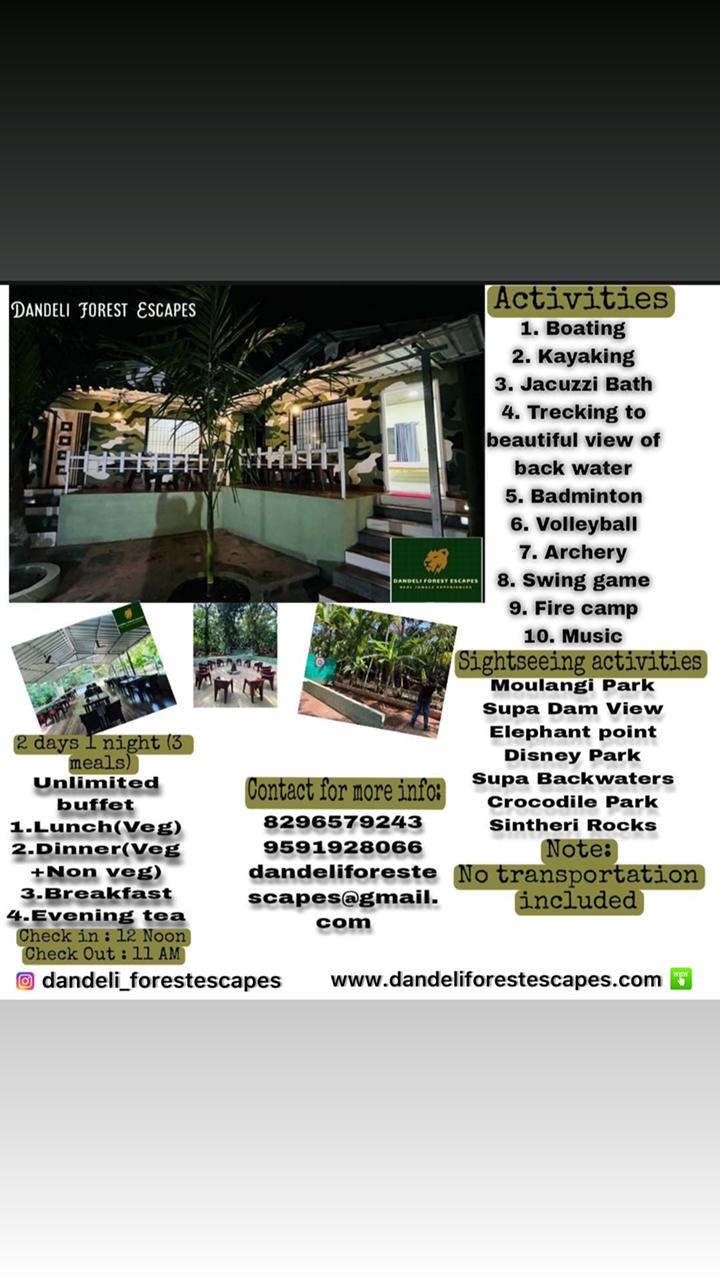 DANDELI FOREST ESCAPES
DANDELI FOREST ESCAPES
REAL JUNGLE EXPERIENCES
Activities
1. Boating
2. Kayaking
3. Jacuzzi Bath
4. Trecking to
beautiful view of
back water
5. Badminton
6. Volleyball
7. Archery
8. Swing game
9. Fire camp
10. Music
Sightseeing activities
Moulangi Park
Supa Dam View
Elephant point
Disney Park
Supa Backwaters
Crocodile Park
Sintheri Rocks
Note:
No transportation
included
2 days 1 night (3
meals)
Unlimited
buffet
1.Lunch(Veg)
2.Dinner(Veg
+Non veg)
3.Breakfast
4.Evening tea
Check in : 12 Noon
Check Out : 11 AM
Contact for more info:
8296579243
9591928066
dandeliforeste
scapes@gmail.
com
dandeli_forestescapes
www.dandeliforestescapes.com
NEW